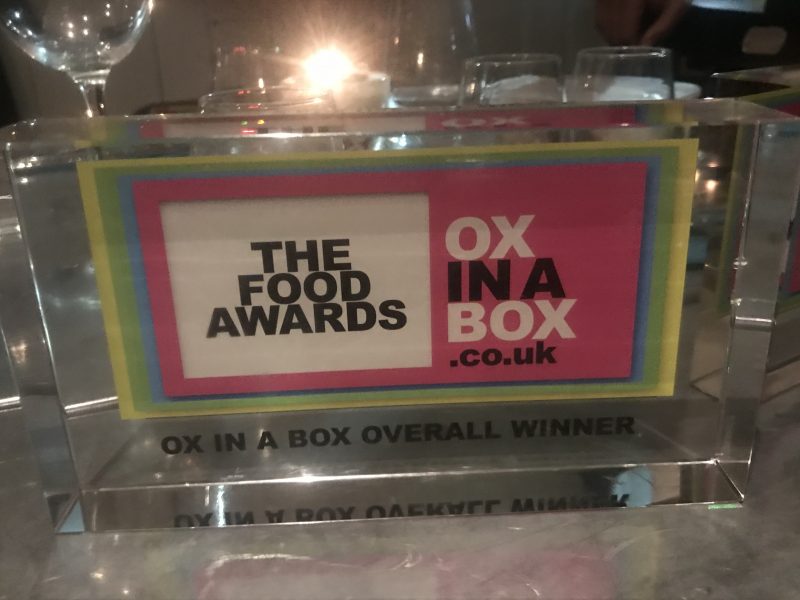 THE
FOOD
AWARDS
OX
IN A
BOX
.co.uk
OX IN A BOX OVERALL WINNER